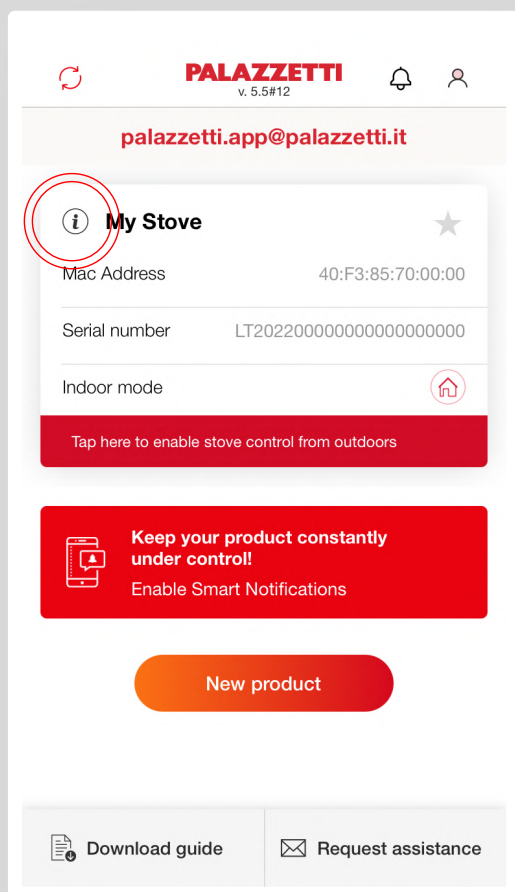 PALAZZETTI
v. 5.5#12
palazzetti.app@palazzetti.it
i My Stove
Mac Address 40:F3:85:70:00:00
Serial number LT202200000000000000000
Indoor mode
Tap here to enable stove control from outdoors
Keep your product constantly
under control!
Enable Smart Notifications
New product
Download guide Request assistance